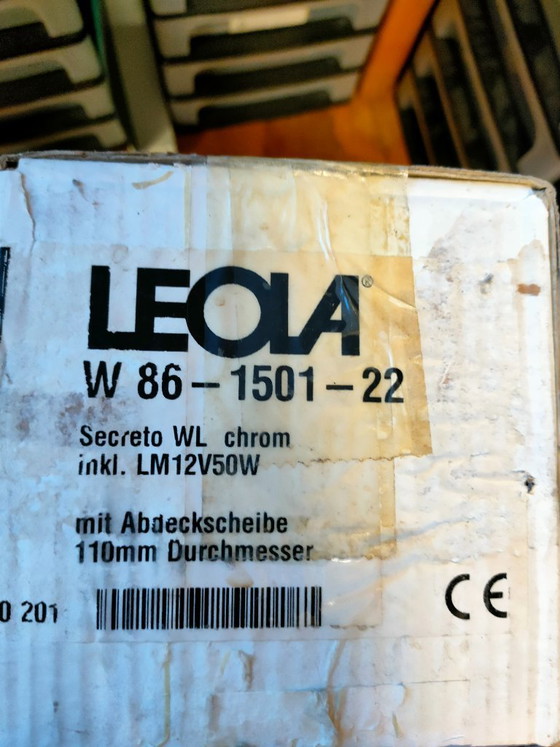 LEOLA®
W 86-1501-22
Secreto WL chrom
inkl. LM12V50W
mit Abdeckscheibe
110mm Durchmesser
0 201
CE